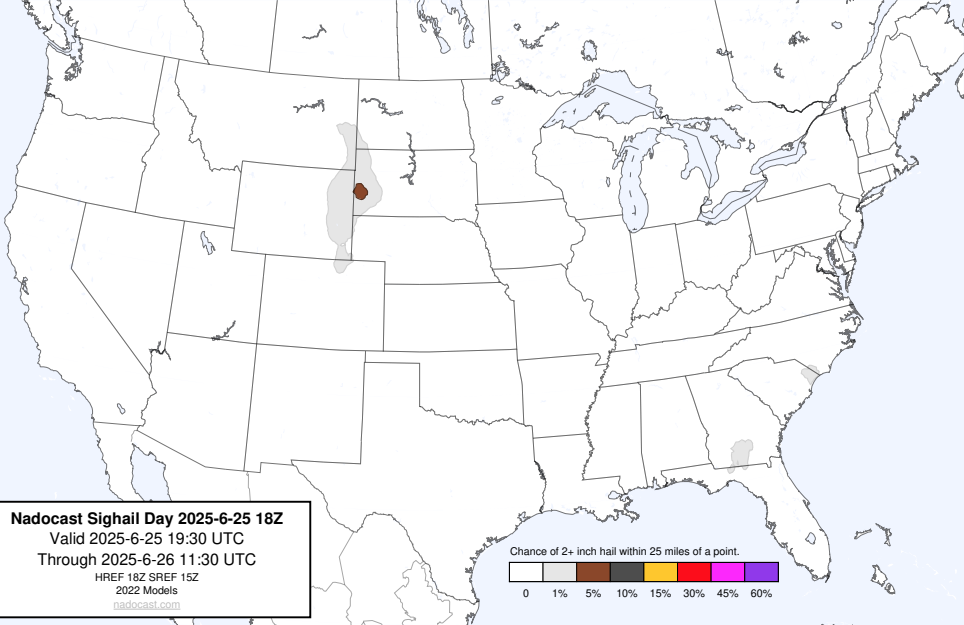 Nadocast Sighail Day 2025-6-25 18Z
Valid 2025-6-25 19:30 UTC
Through 2025-6-26 11:30 UTC
HREF 18Z SREF 15Z
2022 Models
nadocast.com
Chance of 2+ inch hail within 25 miles of a point.
0 1% 5% 10% 15% 30% 45% 60%